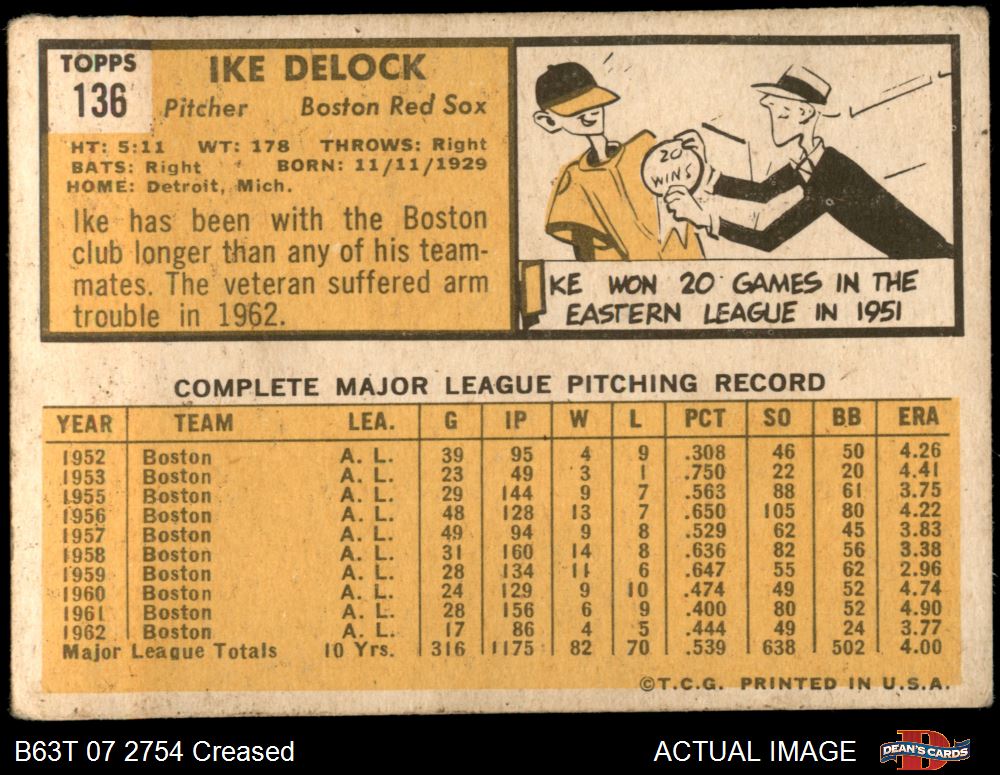 TOPPS
136
IKE DELOCK
Pitcher Boston Red Sox
HT: 5:11 WT: 178 THROWS: Right
BATS: Right BORN: 11/11/1929
HOME: Detroit, Mich.
Ike has been with the Boston
club longer than any of his team-
mates. The veteran suffered arm
trouble in 1962.
20
WINS
IKE WON 20 GAMES IN THE
EASTERN LEAGUE IN 1951
COMPLETE MAJOR LEAGUE PITCHING RECORD
YEAR TEAM LEA. G IP W L PCT SO BB ERA
1952 Boston A. L. 39 95 4 9 .308 46 50 4.26
1953 Boston A. L. 23 49 3 1 .750 22 20 4.41
1955 Boston A. L. 29 144 9 7 .563 88 61 3.75
1956 Boston A. L. 48 128 13 7 .650 105 80 4.22
1957 Boston A. L. 49 94 9 8 .529 62 45 3.83
1958 Boston A. L. 31 160 14 8 .636 82 56 3.38
1959 Boston A. L. 28 134 11 6 .647 55 62 2.96
1960 Boston A. L. 24 129 9 10 .474 49 52 4.74
1961 Boston A. L. 28 156 6 9 .400 80 52 4.90
1962 Boston A. L. 17 86 4 5 .444 49 24 3.77
Major League Totals 10 Yrs. 316 1175 82 70 .539 638 502 4.00
©T.C.G. PRINTED IN U.S.A.
B63T 07 2754 Creased
ACTUAL IMAGE
D
DEAN'S CARDS